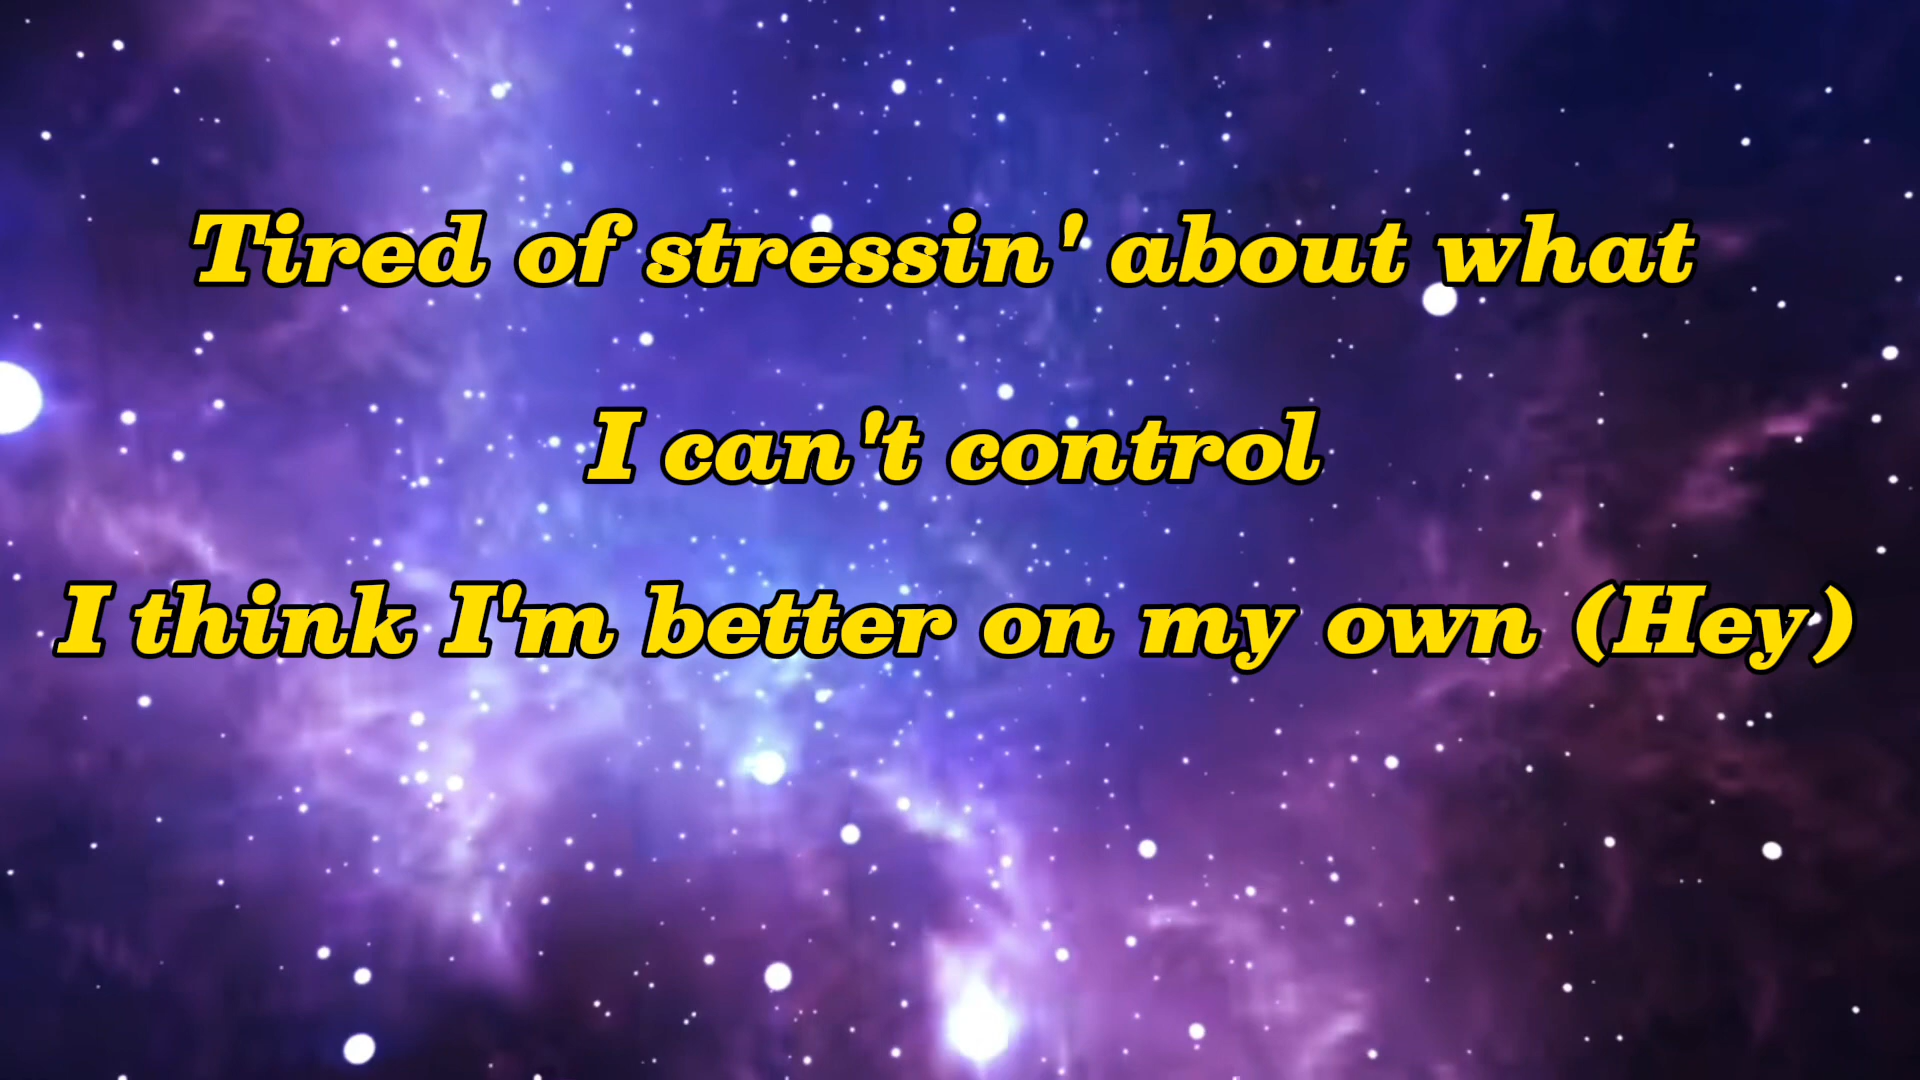 Tired of stressin' about what
I can't control
I think I'm better on my own (Hey)